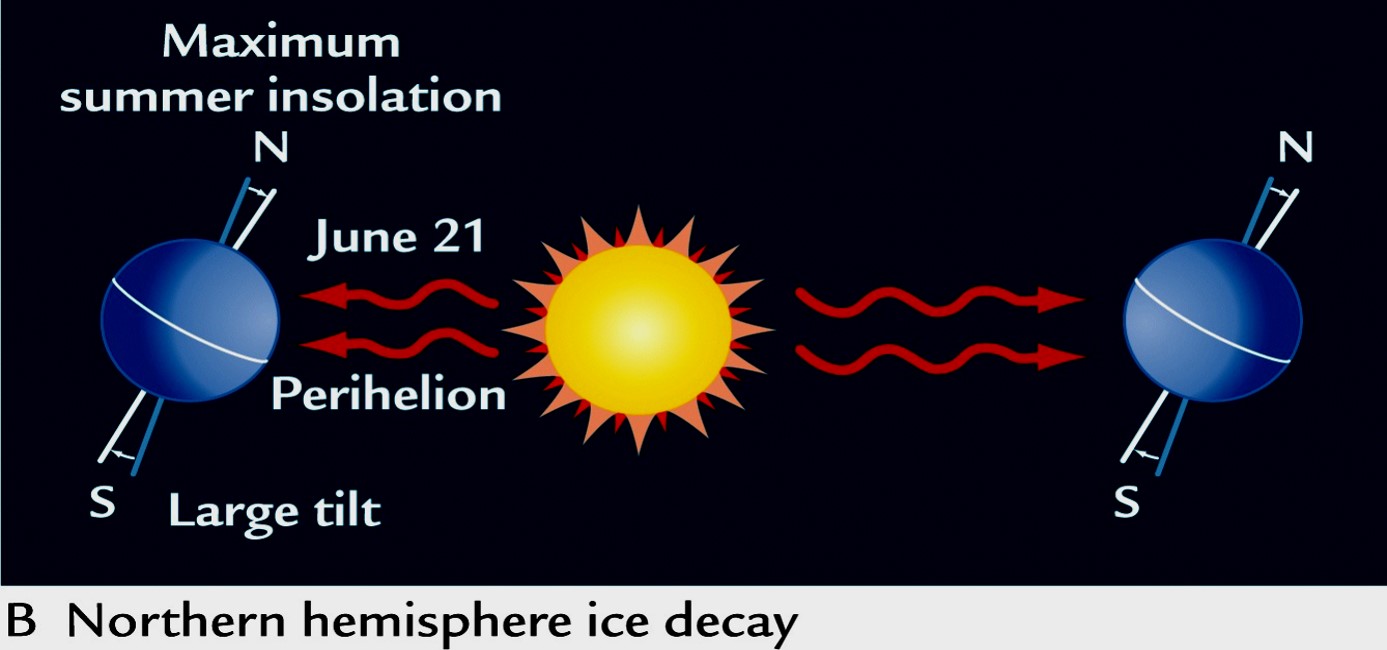 Maximum
summer insolation
N
N
June 21
Perihelion
S
S
Large tilt
B Northern hemisphere ice decay